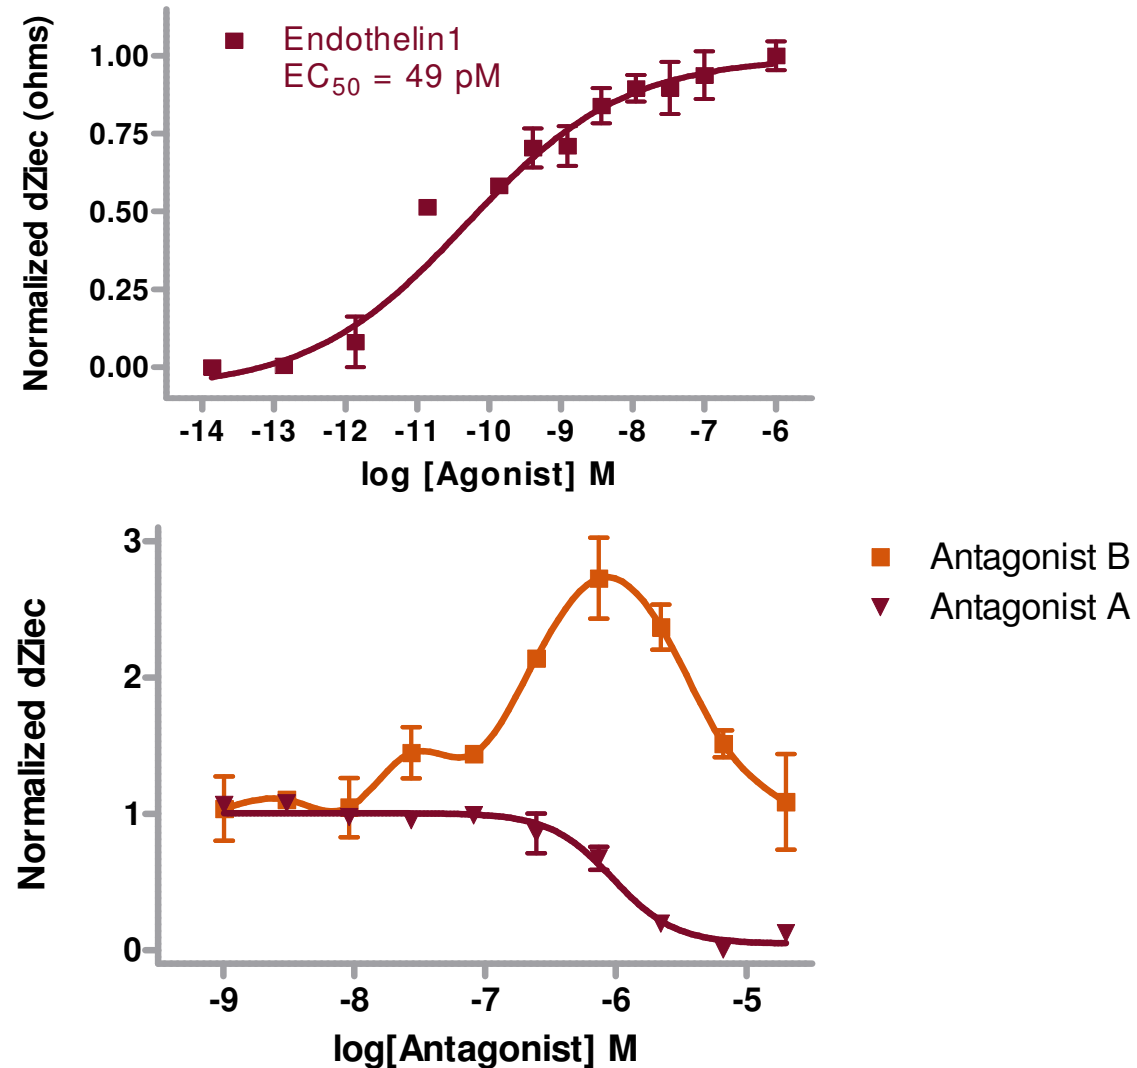 Normalized dZiec (ohms)
Endothelin1
EC50 = 49 pM
1.00
0.75
0.50
0.25
0.00
-14 -13 -12 -11 -10 -9 -8 -7 -6
log [Agonist] M
Normalized dZiec
3
2
1
0
-9 -8 -7 -6 -5
log[Antagonist] M
Antagonist B
Antagonist A